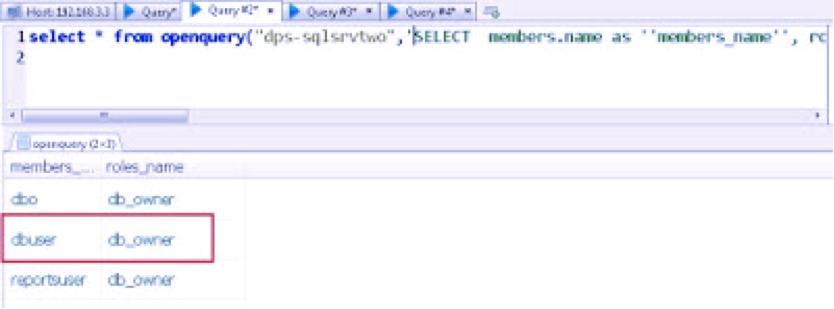 Host: 192.168.3.3 Query* Query #2* Query #3* Query #4*
1 select * from openquery("dps-sqlsrvtwo",'SELECT members.name as ''members_name'', ro
2
openquery (2×3)
members_... roles_name
dbo db_owner
dbuser db_owner
reportsuser db_owner